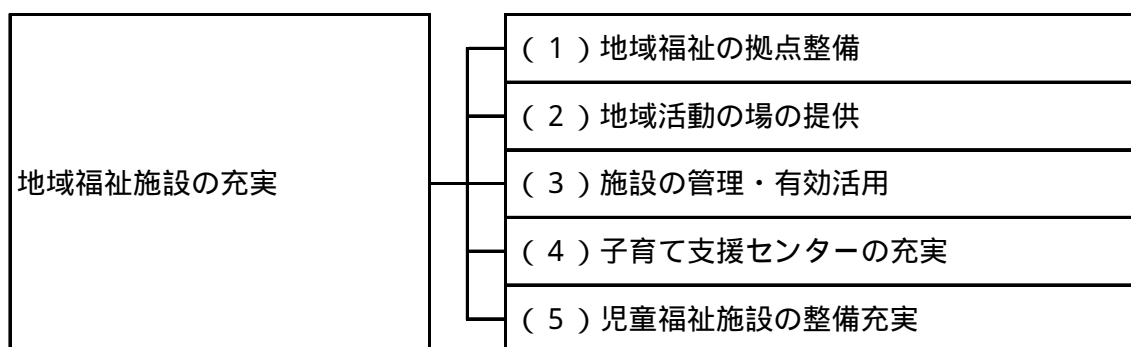 地域福祉施設の充実
（１）地域福祉の拠点整備
（２）地域活動の場の提供
（３）施設の管理・有効活用
（４）子育て支援センターの充実
（５）児童福祉施設の整備充実